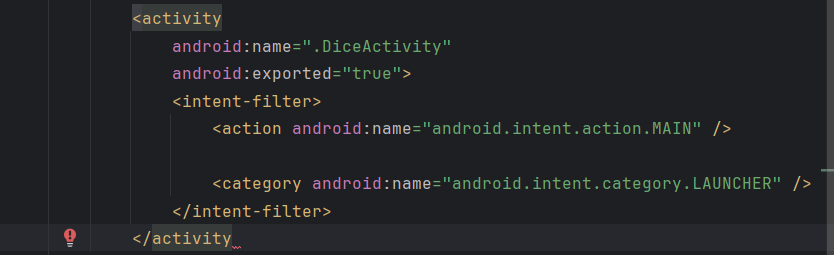 <activity
android:name=".DiceActivity"
android:exported="true">
<intent-filter>
<action android:name="android.intent.action.MAIN" />
<category android:name="android.intent.category.LAUNCHER" />
</intent-filter>
</activity